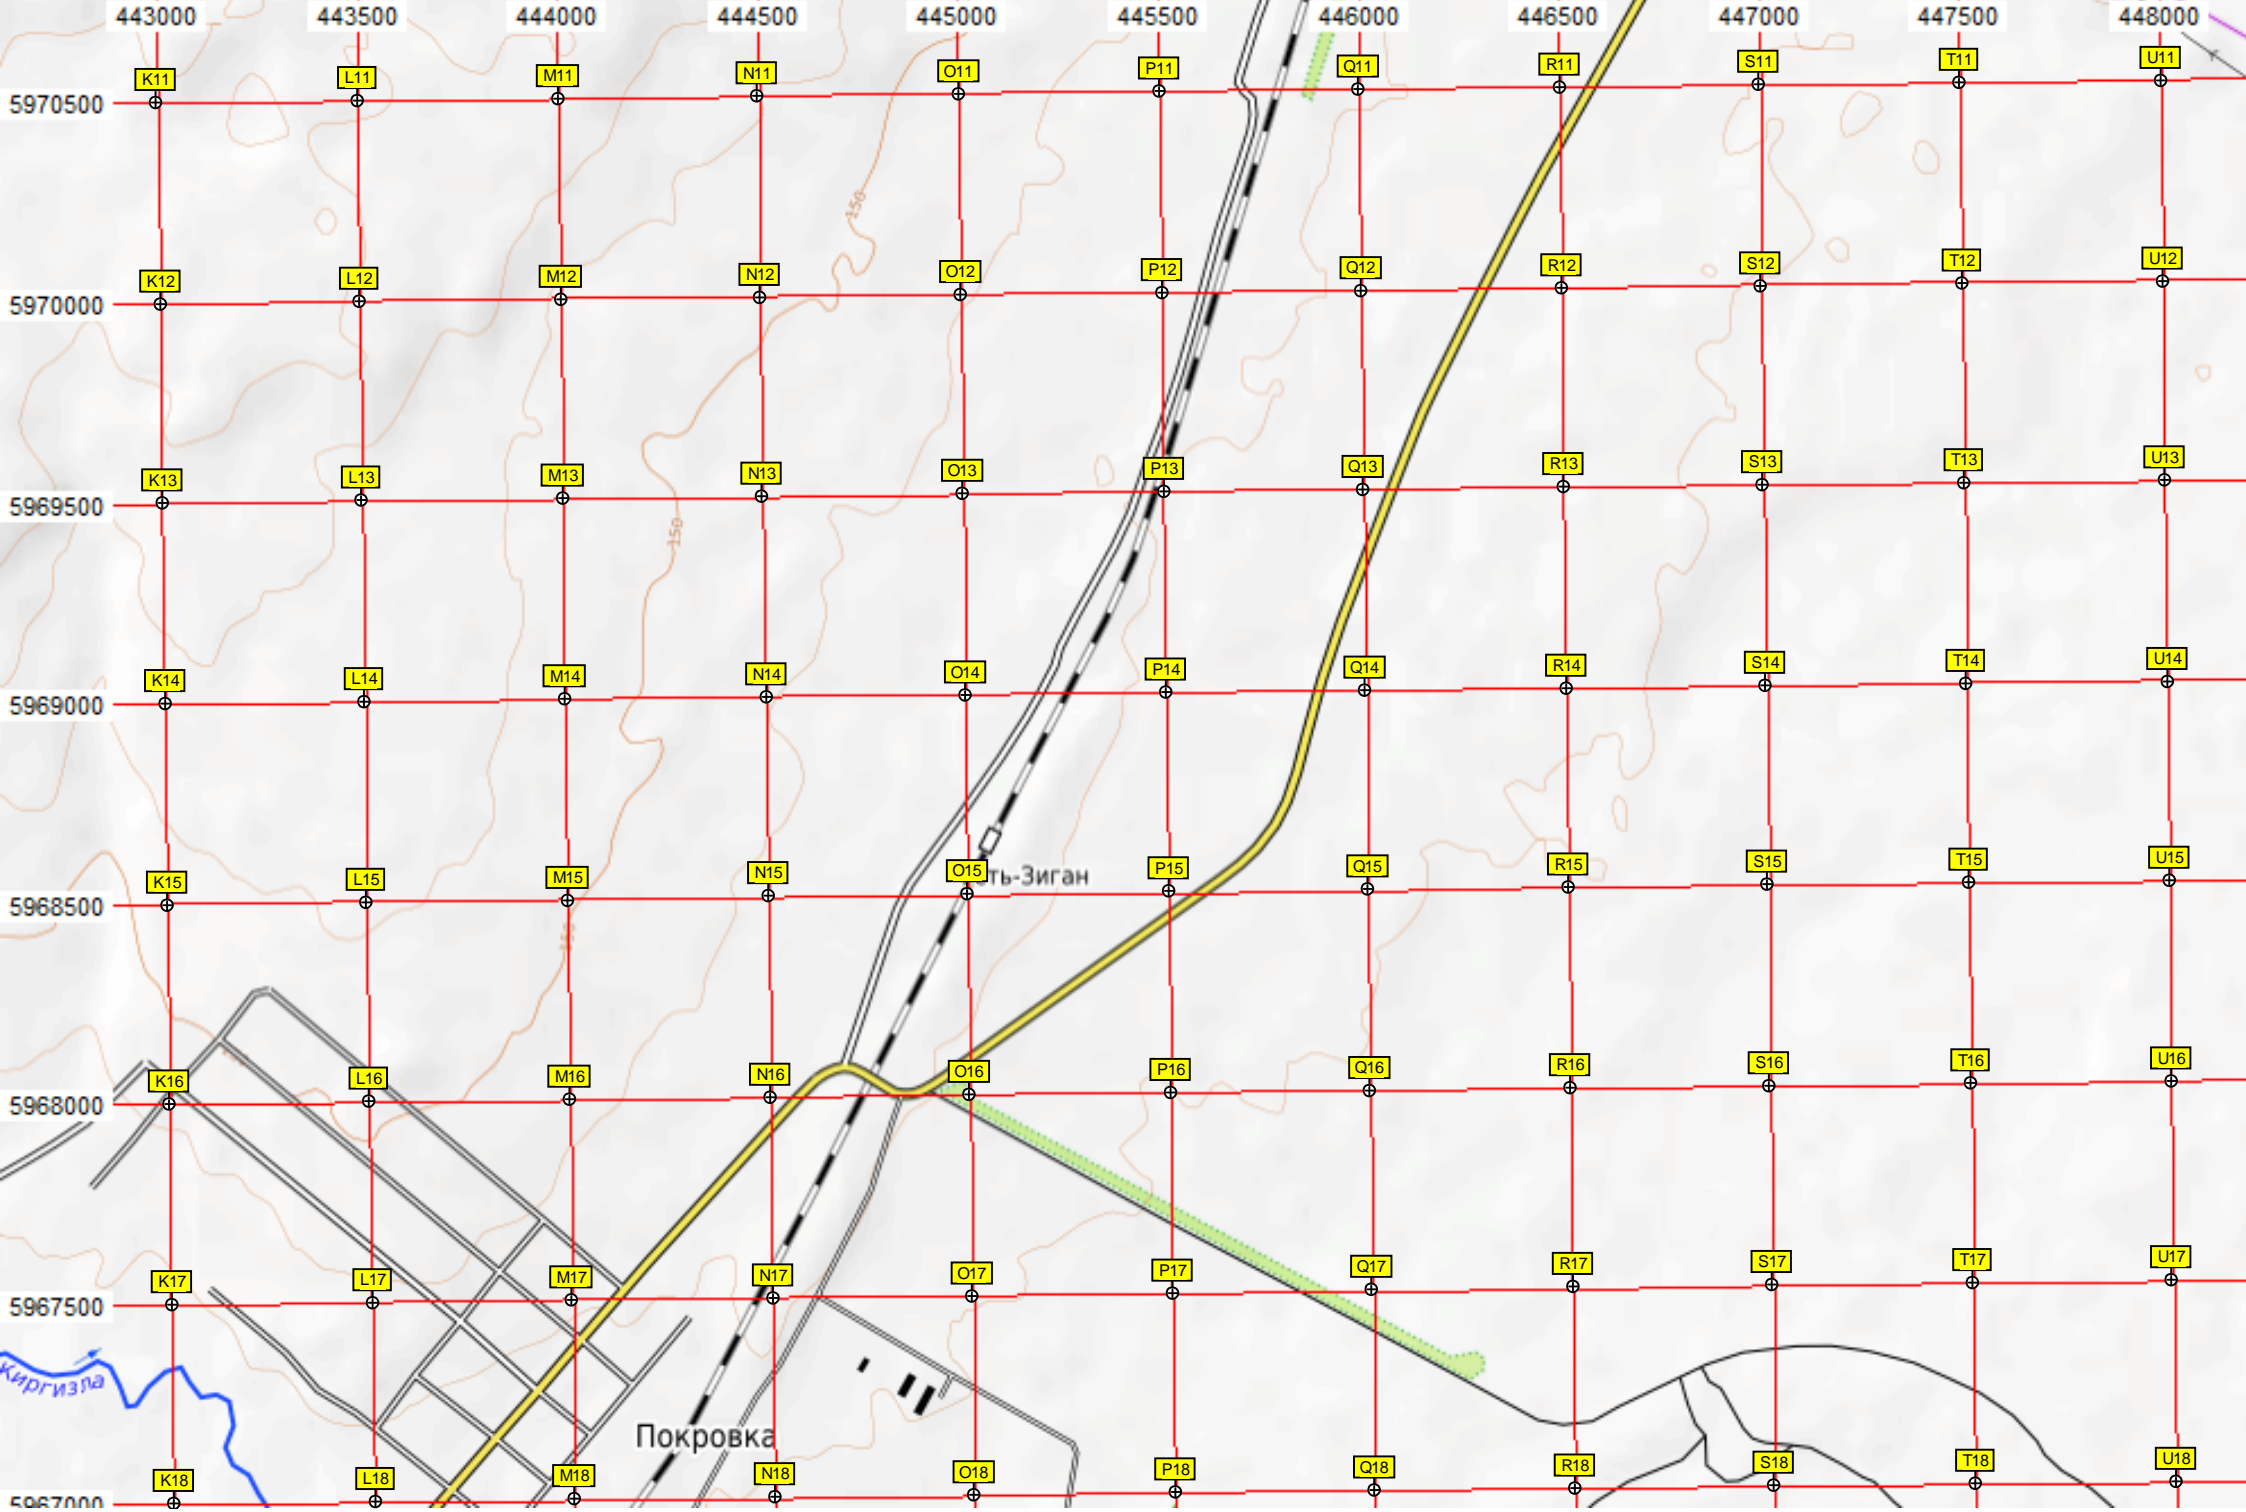 443000 443500 444000 444500 445000 445500 446000 446500 447000 447500 448000
K11 L11 M11 N11 O11 P11 Q11 R11 S11 T11 U11
5970500
150
K12 L12 M12 N12 O12 P12 Q12 R12 S12 T12 U12
5970000
K13 L13 M13 N13 O13 P13 Q13 R13 S13 T13 U13
5969500
150
K14 L14 M14 N14 O14 P14 Q14 R14 S14 T14 U14
5969000
K15 L15 M15 N15 O15 P15 Q15 R15 S15 T15 U15
ть-Зиган
5968500
150
K16 L16 M16 N16 O16 P16 Q16 R16 S16 T16 U16
5968000
K17 L17 M17 N17 O17 P17 Q17 R17 S17 T17 U17
5967500
Киргизла
Покровка
K18 L18 M18 N18 O18 P18 Q18 R18 S18 T18 U18
5967000